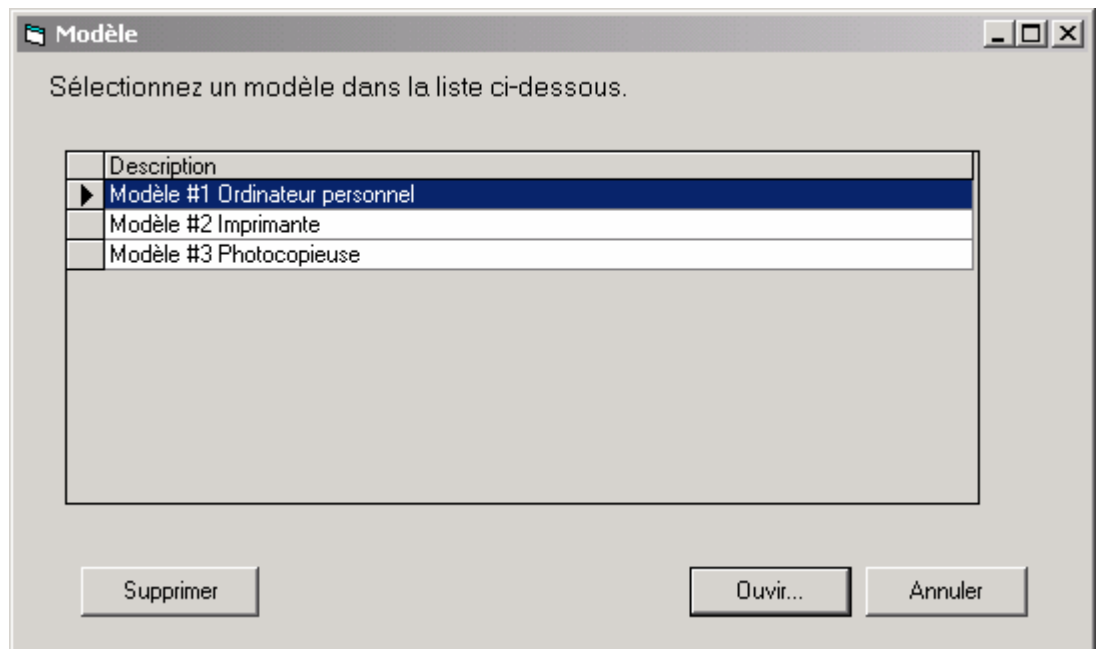 Modèle
Sélectionnez un modèle dans la liste ci-dessous.
Description
Modèle #1 Ordinateur personnel
Modèle #2 Imprimante
Modèle #3 Photocopieuse
Supprimer
Ouvir...
Annuler